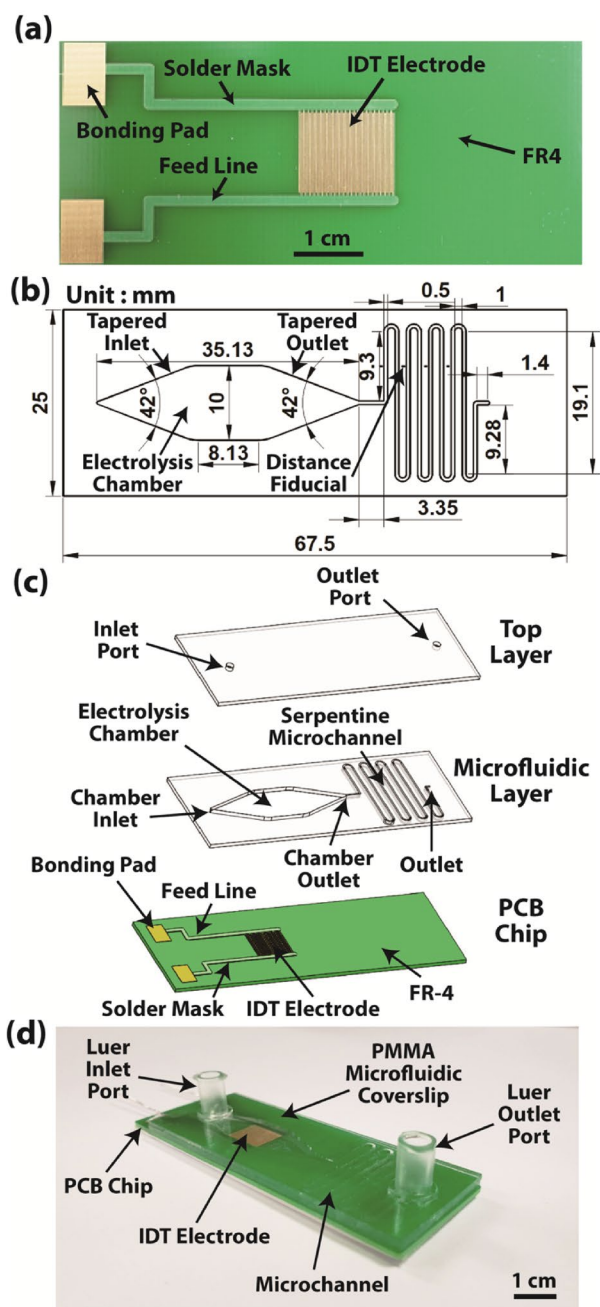 (a)
Solder Mask
IDT Electrode
Bonding Pad
Feed Line
FR4
1 cm
(b)
Unit : mm
0.5
1
Tapered
Inlet
Tapered
Outlet
35.13
9.3
1.4
25
42°
10
42°
19.1
9.28
Electrolysis
Chamber
8.13
Distance
Fiducial
3.35
67.5
(c)
Outlet
Port
Inlet
Port
Top
Layer
Electrolysis
Chamber
Serpentine
Microchannel
Microfluidic
Layer
Chamber
Inlet
Chamber
Outlet
Outlet
Bonding Pad
Feed Line
PCB
Chip
Solder Mask
IDT Electrode
FR-4
(d)
Luer
Inlet
Port
PMMA
Microfluidic
Coverslip
Luer
Outlet
Port
PCB Chip
IDT Electrode
Microchannel
1 cm